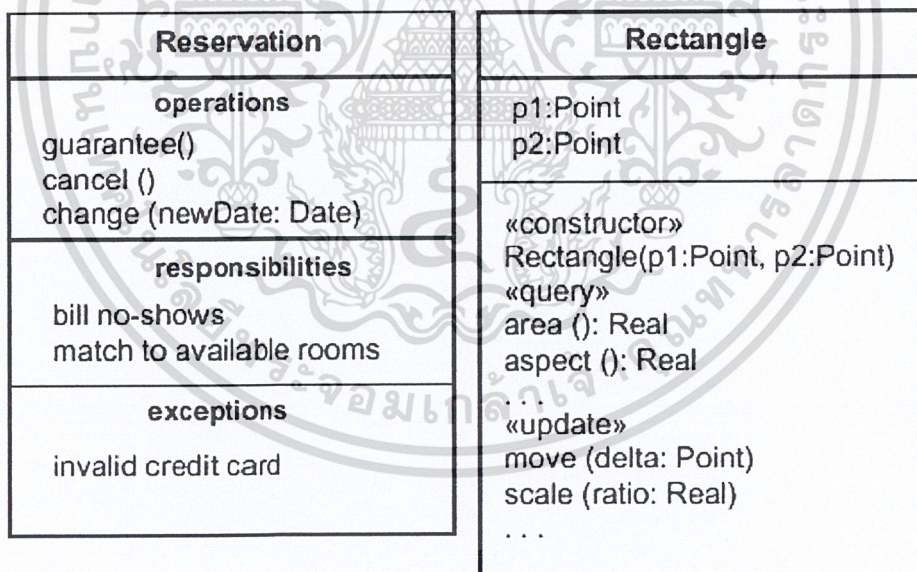 Reservation
operations
guarantee()
cancel ()
change (newDate: Date)
responsibilities
bill no-shows
match to available rooms
exceptions
invalid credit card
Rectangle
p1:Point
p2:Point
«constructor»
Rectangle(p1:Point, p2:Point)
«query»
area (): Real
aspect (): Real
. . .
«update»
move (delta: Point)
scale (ratio: Real)
. . .